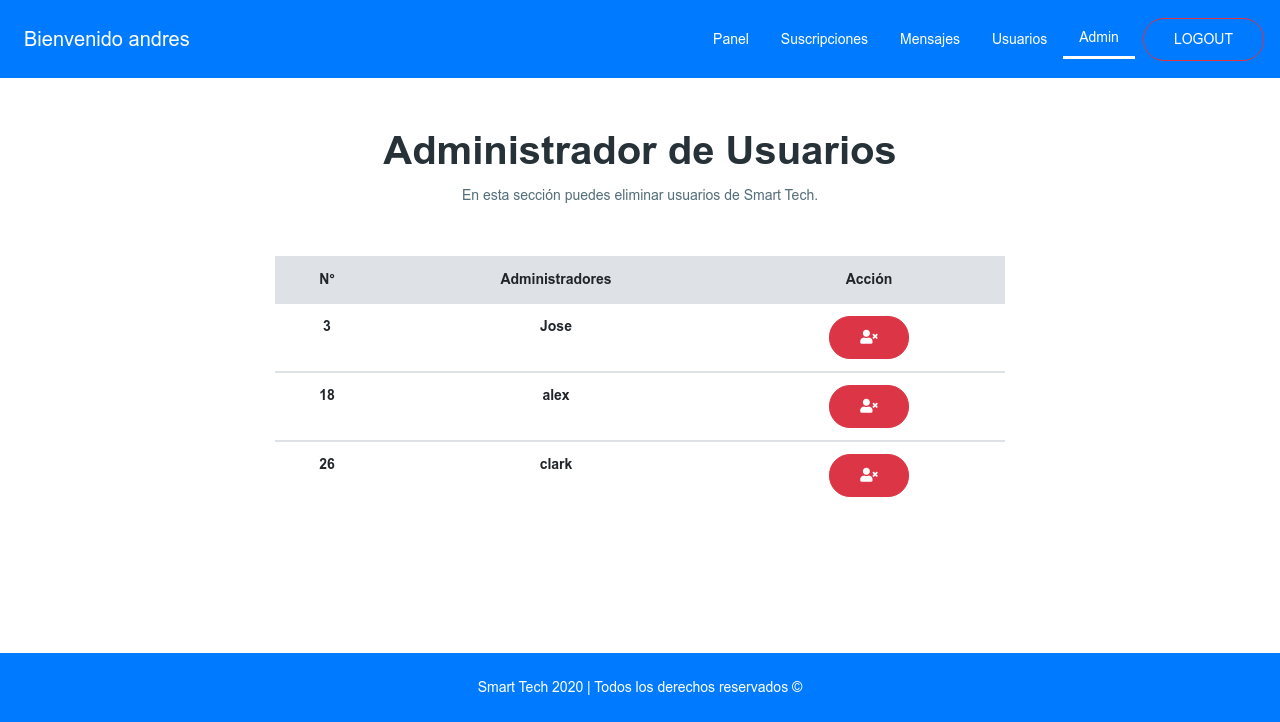 Bienvenido andres
Panel Suscripciones Mensajes Usuarios Admin LOGOUT
Administrador de Usuarios
En esta sección puedes eliminar usuarios de Smart Tech.
N° Administradores Acción
3 Jose
18 alex
26 clark
Smart Tech 2020 | Todos los derechos reservados ©